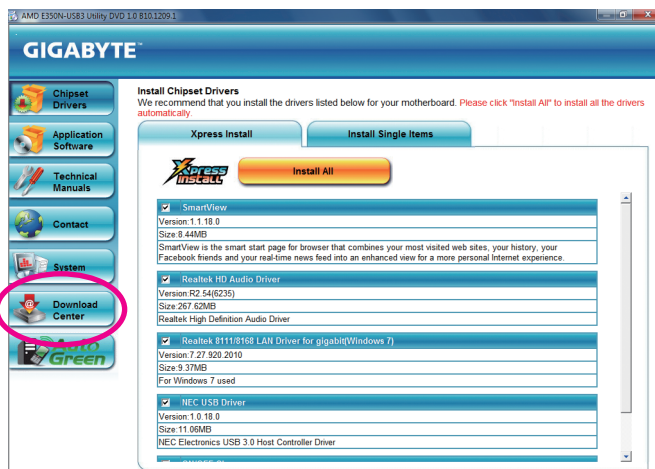 AMD E350N-USB3 Utility DVD 1.0 B10.1209.1
GIGABYTE™
Chipset
Drivers
Application
Software
Technical
Manuals
Contact
System
Download
Center
Auto
Green
Install Chipset Drivers
We recommend that you install the drivers listed below for your motherboard. Please click "Install All" to install all the drivers
automatically.
Xpress Install
Install Single Items
Xpress
Install
Install All
SmartView
Version:1.1.18.0
Size:8.44MB
SmartView is the smart start page for browser that combines your most visited web sites, your history, your
Facebook friends and your real-time news feed into an enhanced view for a more personal Internet experience.
Realtek HD Audio Driver
Version:R2.54(6235)
Size:267.62MB
Realtek High Definition Audio Driver
Realtek 8111/8168 LAN Driver for gigabit(Windows 7)
Version:7.27.920.2010
Size:9.37MB
For Windows 7 used
NEC USB Driver
Version:1.0.18.0
Size:11.06MB
NEC Electronics USB 3.0 Host Controller Driver